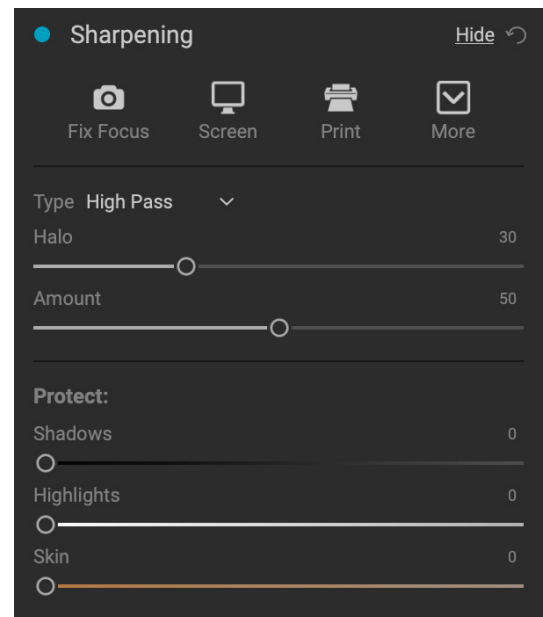 Sharpening Hide
Fix Focus Screen Print More
Type High Pass
Halo 30
Amount 50
Protect:
Shadows 0
Highlights 0
Skin 0